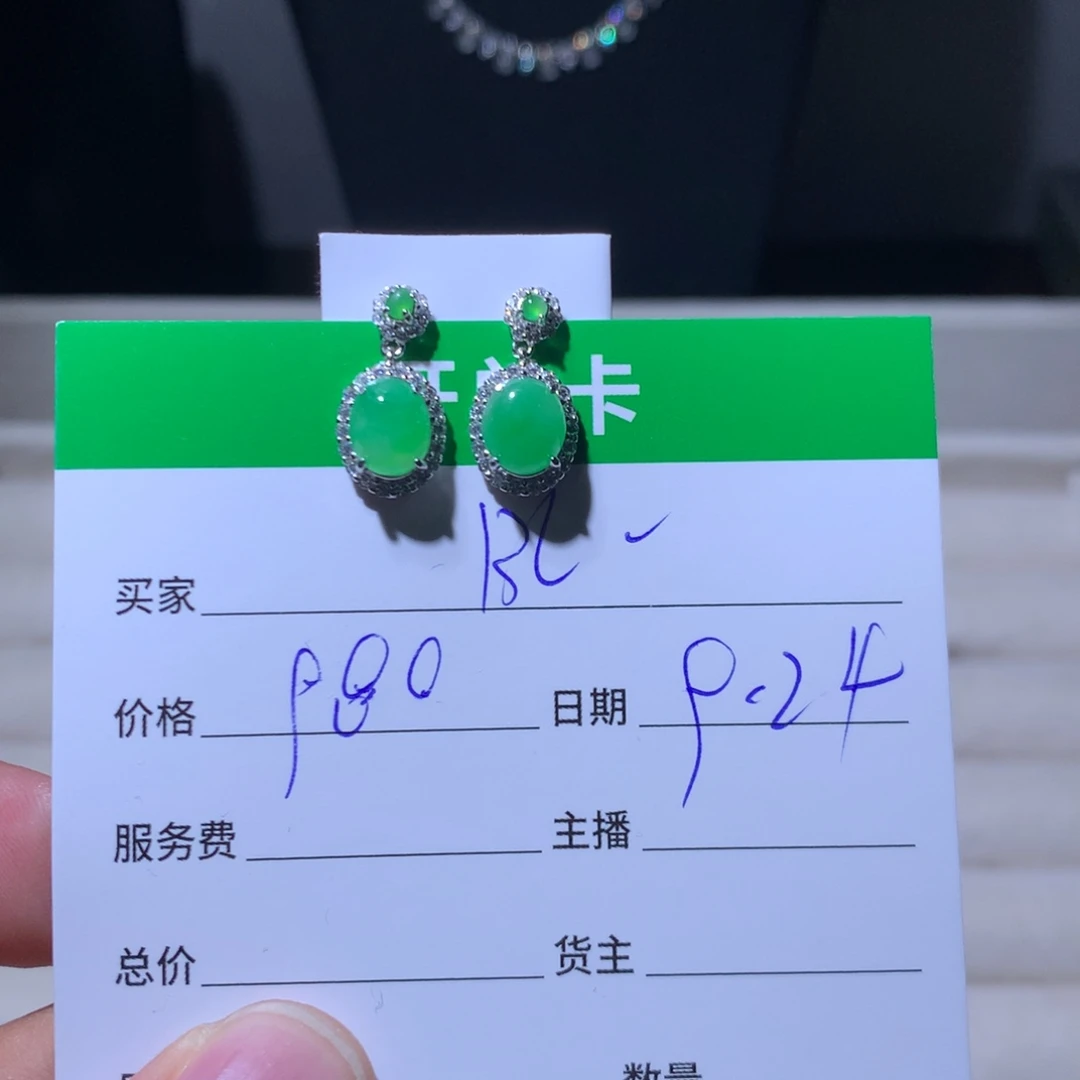 卡
买家 BL
价格 980 日期 9.24
服务费 主播
总价 货主
数量